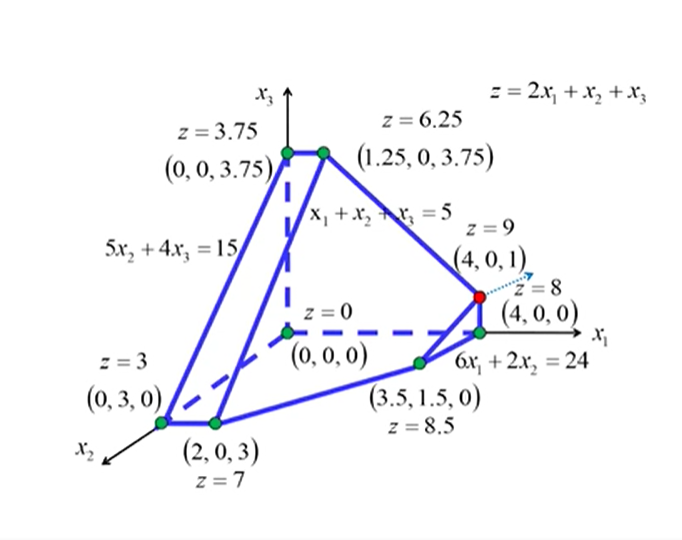 x₃
z = 2x₁ + x₂ + x₃
z = 3.75
z = 6.25
(0, 0, 3.75)
(1.25, 0, 3.75)
x₁ + x₂ + x₃ = 5
z = 9
5x₂ + 4x₃ = 15
(4, 0, 1)
z = 8
z = 0
(4, 0, 0)
x₁
(0, 0, 0)
6x₁ + 2x₂ = 24
z = 3
(0, 3, 0)
(3.5, 1.5, 0)
z = 8.5
x₂
(2, 0, 3)
z = 7